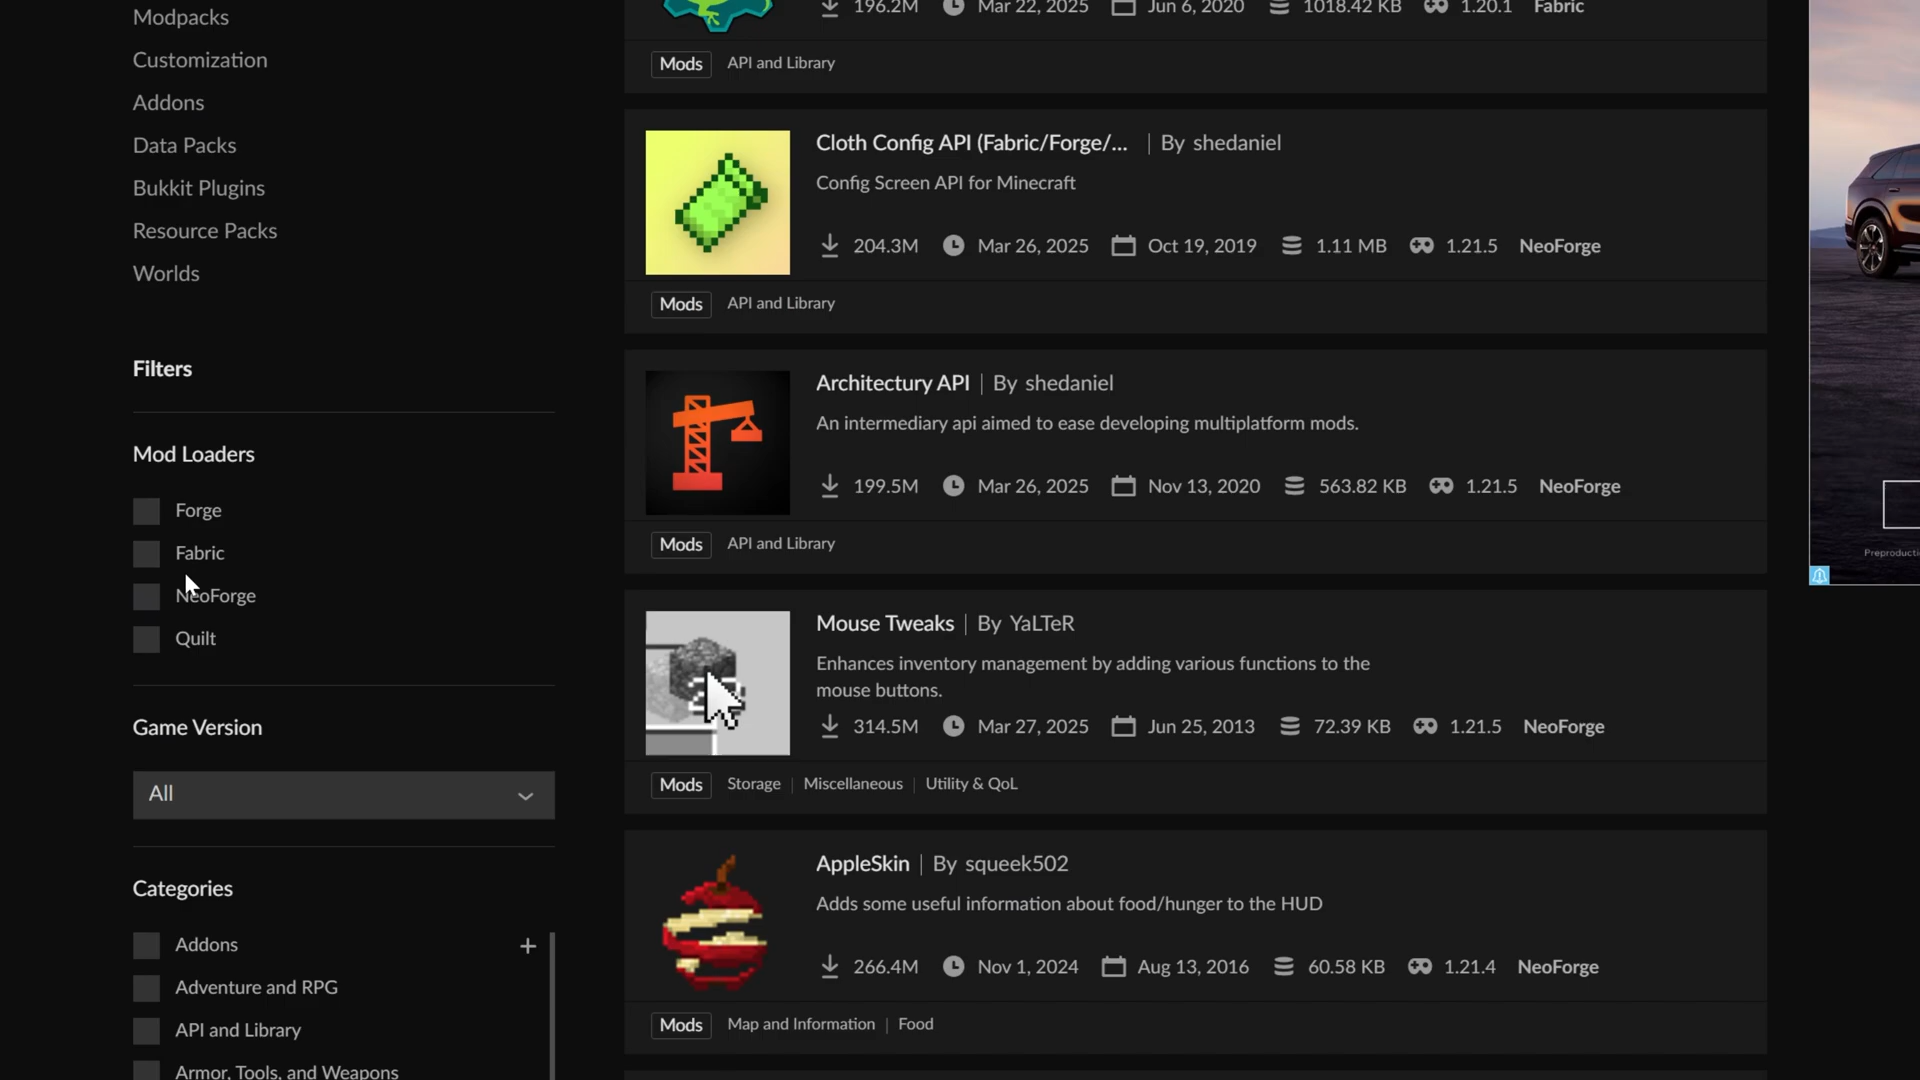 Modpacks
Customization
Addons
Data Packs
Bukkit Plugins
Resource Packs
Worlds
Filters
Mod Loaders
Forge
Fabric
NeoForge
Quilt
Game Version
All
Categories
Addons
Adventure and RPG
API and Library
Armor, Tools, and Weapons
196.2M Mar 22, 2025 Jun 6, 2020 1018.42 KB 1.20.1 Fabric
Mods API and Library
Cloth Config API (Fabric/Forge/... | By shedaniel
Config Screen API for Minecraft
204.3M Mar 26, 2025 Oct 19, 2019 1.11 MB 1.21.5 NeoForge
Mods API and Library
Architectury API | By shedaniel
An intermediary api aimed to ease developing multiplatform mods.
199.5M Mar 26, 2025 Nov 13, 2020 563.82 KB 1.21.5 NeoForge
Mods API and Library
Mouse Tweaks | By YaLTeR
Enhances inventory management by adding various functions to the
mouse buttons.
314.5M Mar 27, 2025 Jun 25, 2013 72.39 KB 1.21.5 NeoForge
Mods Storage | Miscellaneous | Utility & QoL
AppleSkin | By squeek502
Adds some useful information about food/hunger to the HUD
266.4M Nov 1, 2024 Aug 13, 2016 60.58 KB 1.21.4 NeoForge
Mods Map and Information | Food
Preproducti